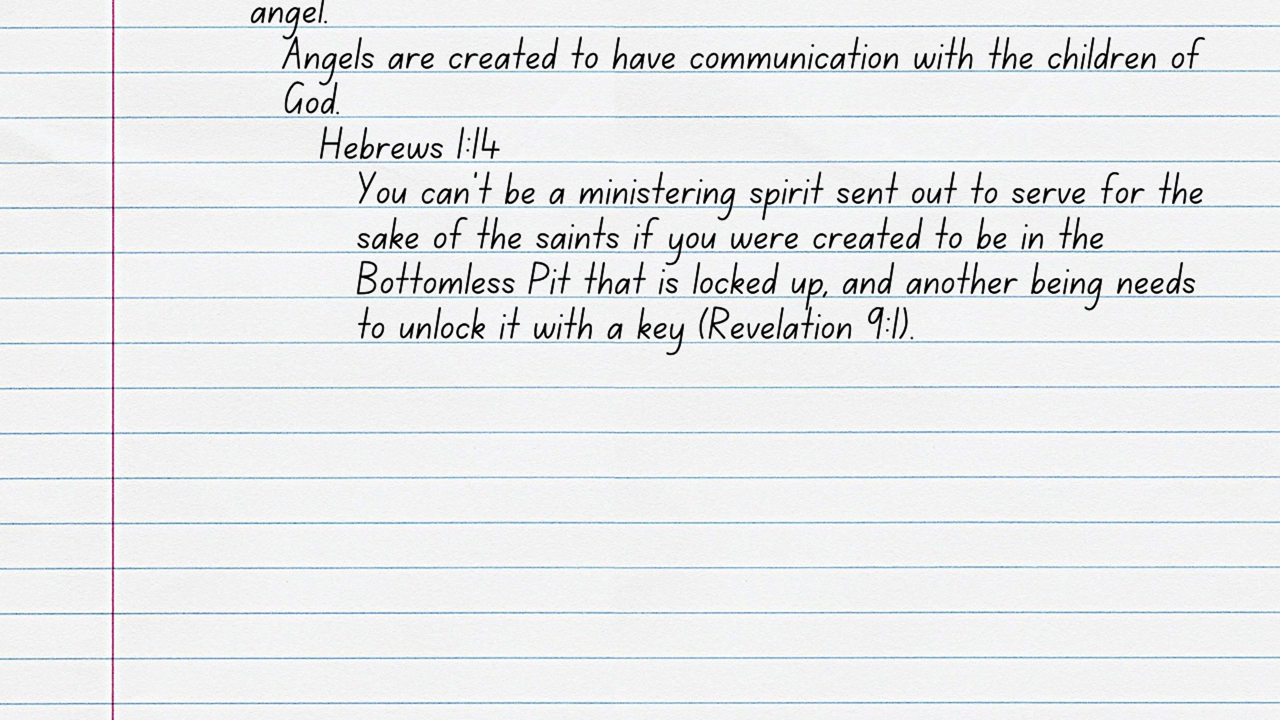 angel.
Angels are created to have communication with the children of
God.
Hebrews 1:14
You can't be a ministering spirit sent out to serve for the
sake of the saints if you were created to be in the
Bottomless Pit that is locked up, and another being needs
to unlock it with a key (Revelation 9:1).